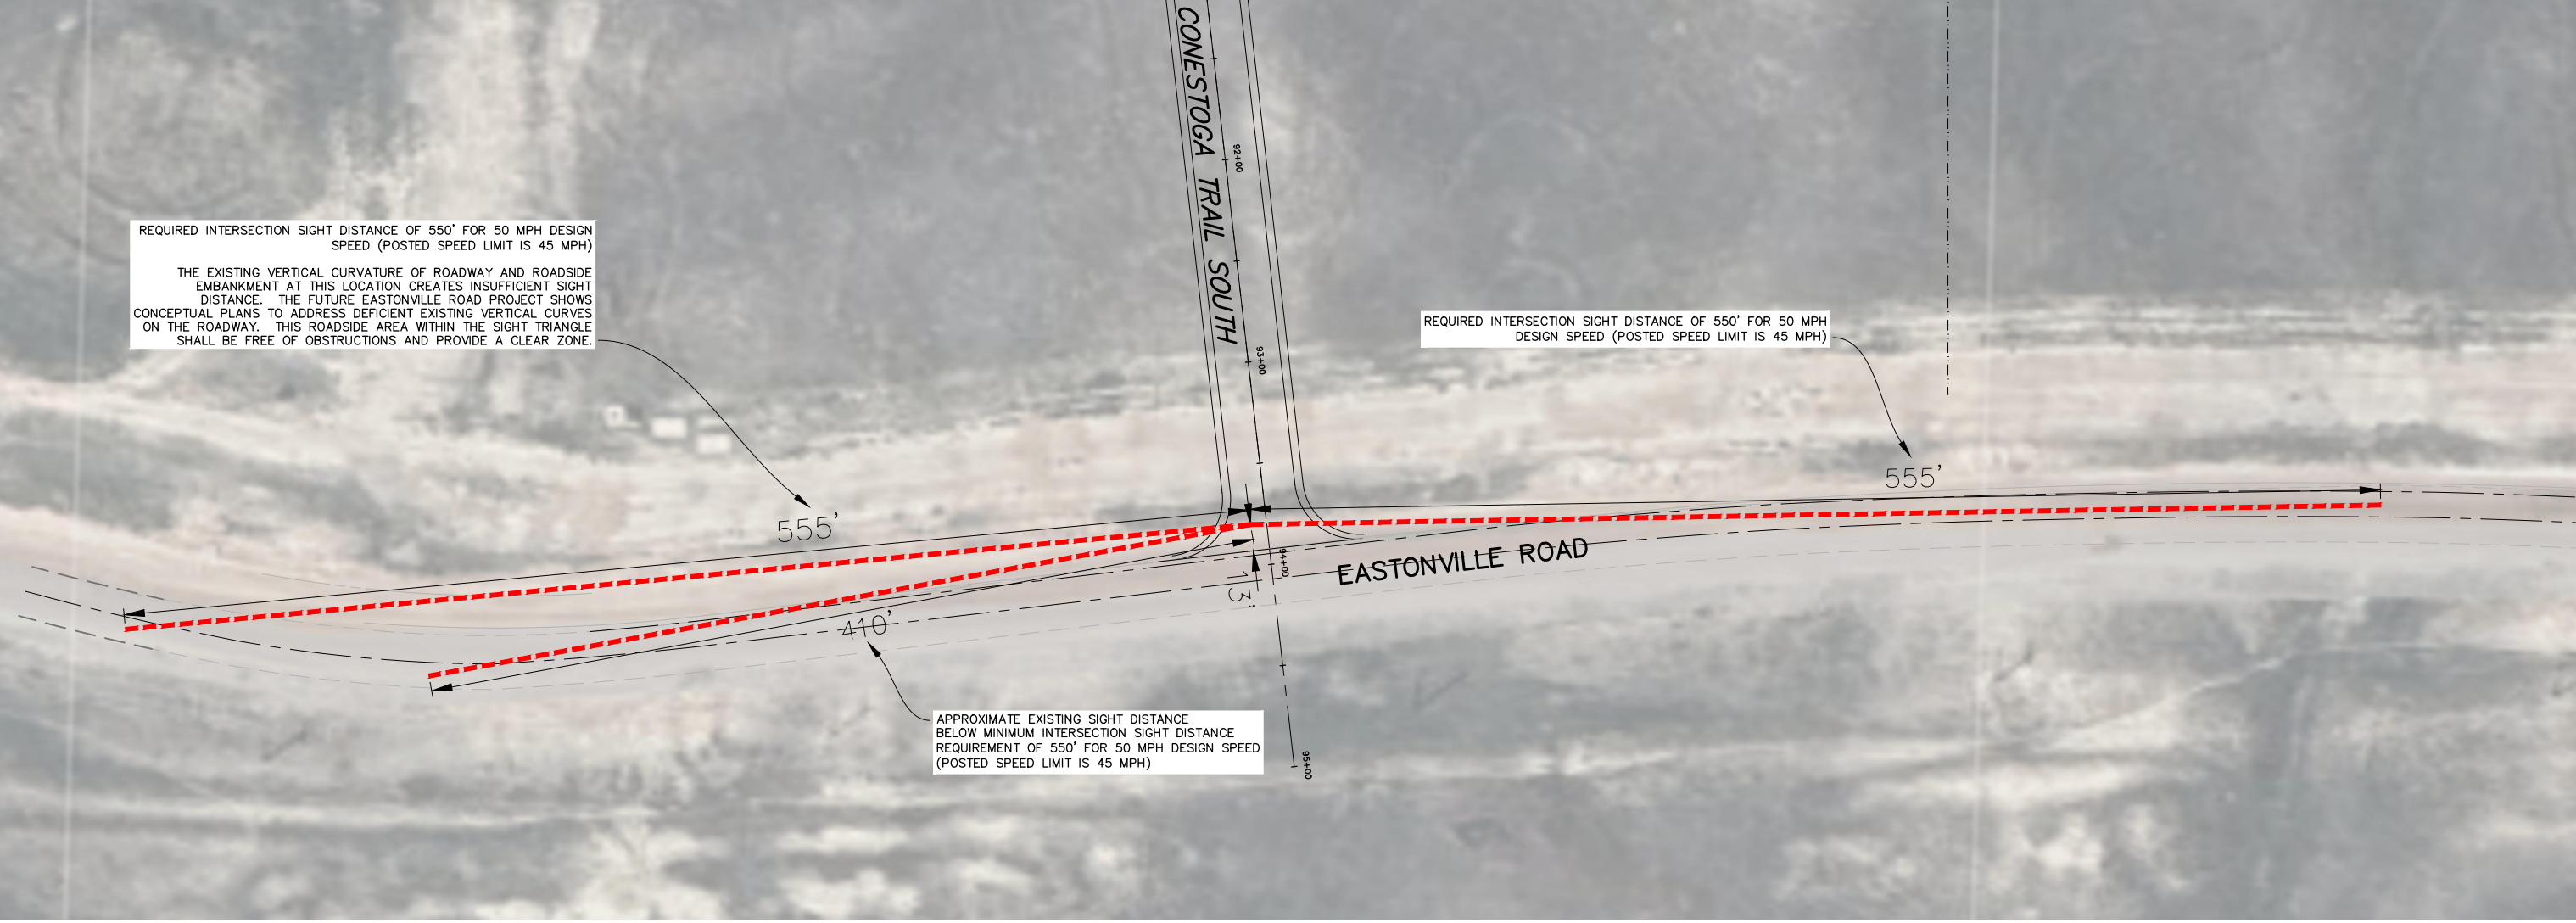 CONESTOGA TRAIL SOUTH
92+00
93+00
94+00
95+00
REQUIRED INTERSECTION SIGHT DISTANCE OF 550' FOR 50 MPH DESIGN
SPEED (POSTED SPEED LIMIT IS 45 MPH)
THE EXISTING VERTICAL CURVATURE OF ROADWAY AND ROADSIDE
EMBANKMENT AT THIS LOCATION CREATES INSUFFICIENT SIGHT
DISTANCE. THE FUTURE EASTONVILLE ROAD PROJECT SHOWS
CONCEPTUAL PLANS TO ADDRESS DEFICIENT EXISTING VERTICAL CURVES
ON THE ROADWAY. THIS ROADSIDE AREA WITHIN THE SIGHT TRIANGLE
SHALL BE FREE OF OBSTRUCTIONS AND PROVIDE A CLEAR ZONE.
REQUIRED INTERSECTION SIGHT DISTANCE OF 550' FOR 50 MPH
DESIGN SPEED (POSTED SPEED LIMIT IS 45 MPH)
555'
555'
EASTONVILLE ROAD
13'
410'
APPROXIMATE EXISTING SIGHT DISTANCE
BELOW MINIMUM INTERSECTION SIGHT DISTANCE
REQUIREMENT OF 550' FOR 50 MPH DESIGN SPEED
(POSTED SPEED LIMIT IS 45 MPH)